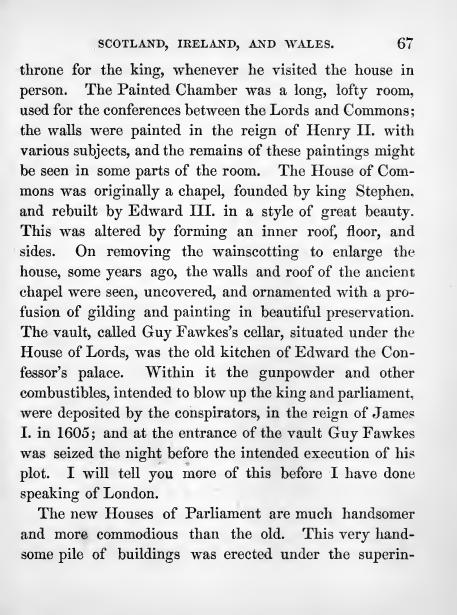 SCOTLAND, IRELAND, AND WALES. 67
throne for the king, whenever he visited the house in
person. The Painted Chamber was a long, lofty room,
used for the conferences between the Lords and Commons;
the walls were painted in the reign of Henry II. with
various subjects, and the remains of these paintings might
be seen in some parts of the room. The House of Com-
mons was originally a chapel, founded by king Stephen,
and rebuilt by Edward III. in a style of great beauty.
This was altered by forming an inner roof, floor, and
sides. On removing the wainscotting to enlarge the
house, some years ago, the walls and roof of the ancient
chapel were seen, uncovered, and ornamented with a pro-
fusion of gilding and painting in beautiful preservation.
The vault, called Guy Fawkes's cellar, situated under the
House of Lords, was the old kitchen of Edward the Con-
fessor's palace. Within it the gunpowder and other
combustibles, intended to blow up the king and parliament,
were deposited by the conspirators, in the reign of James
I. in 1605; and at the entrance of the vault Guy Fawkes
was seized the night before the intended execution of his
plot. I will tell you more of this before I have done
speaking of London.
The new Houses of Parliament are much handsomer
and more commodious than the old. This very hand-
some pile of buildings was erected under the superin-